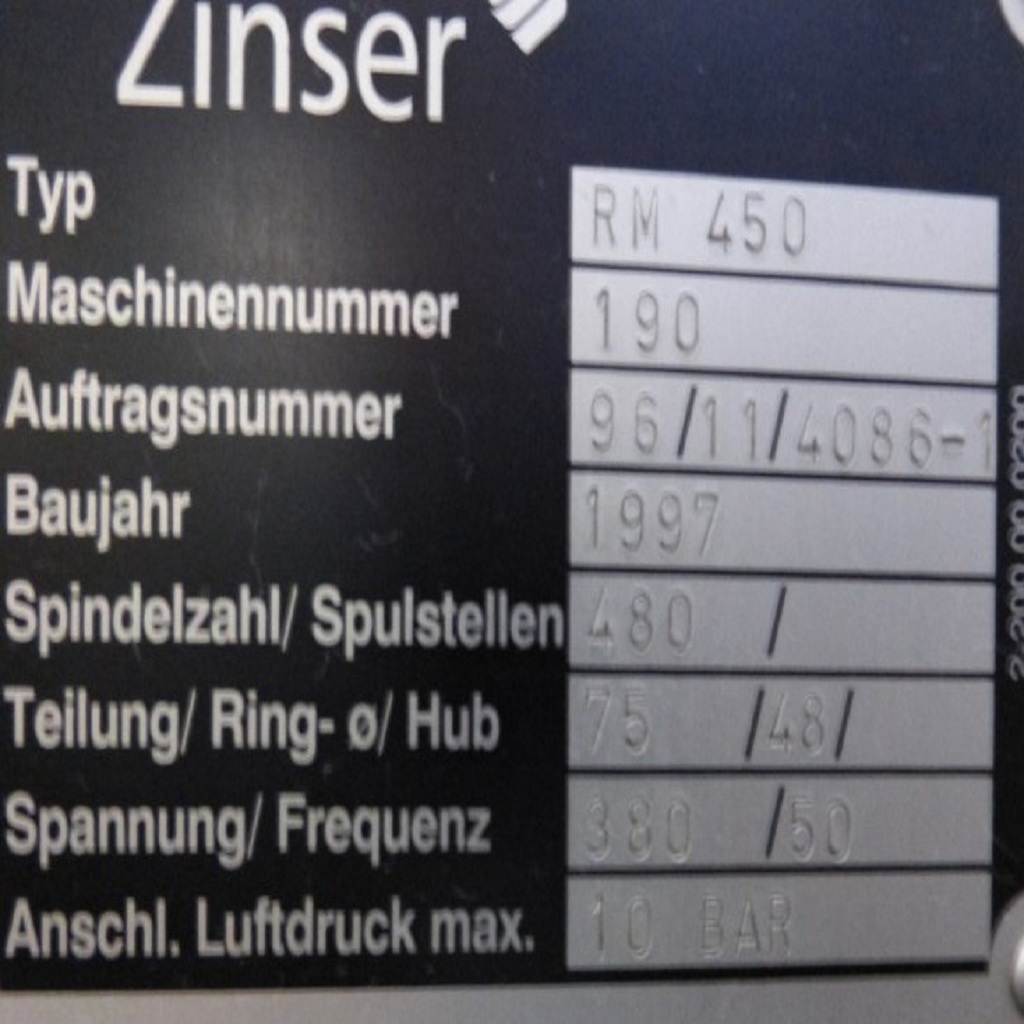 Zinser
Typ RM 450
Maschinennummer 190
Auftragsnummer 96/11/4086-1
Baujahr 1997
Spindelzahl/ Spulstellen 480 /
Teilung/ Ring- ø/ Hub 75 /48/
Spannung/ Frequenz 380 /50
Anschl. Luftdruck max. 10 BAR